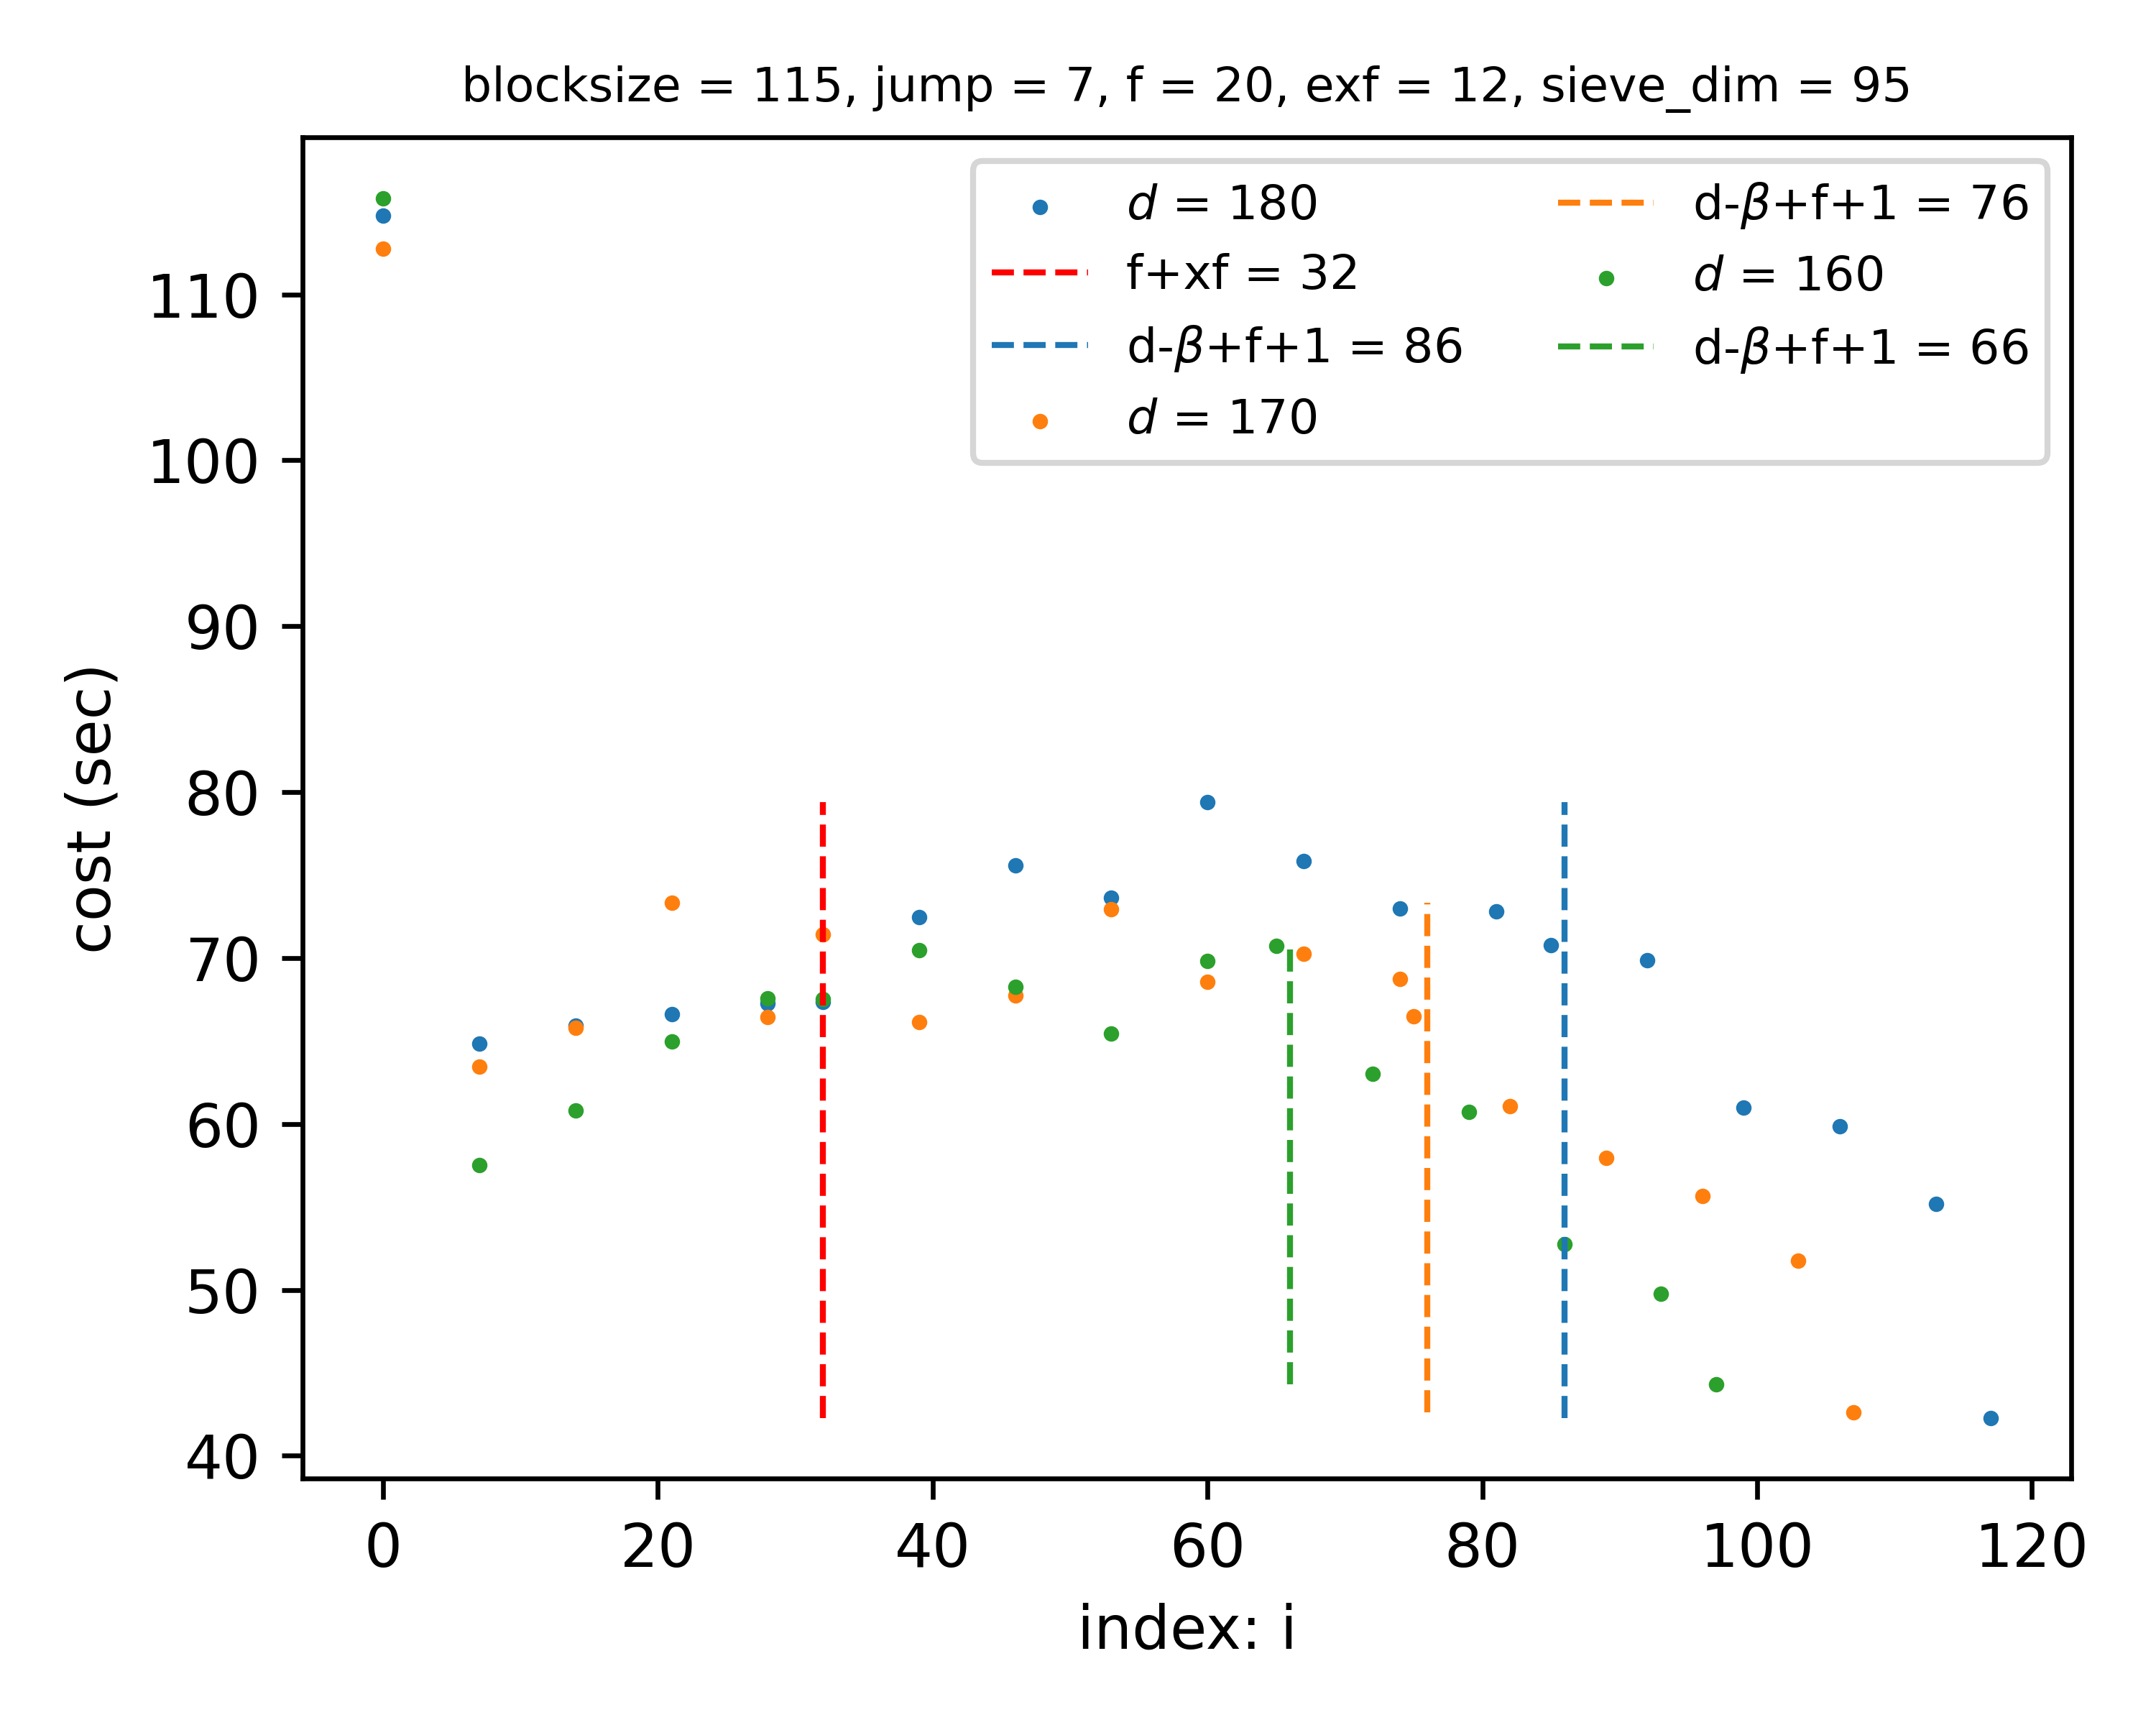 blocksize = 115, jump = 7, f = 20, exf = 12, sieve_dim = 95
d = 180
f+xf = 32
d-β+f+1 = 86
d = 170
d-β+f+1 = 76
d = 160
d-β+f+1 = 66
cost (sec)
110
100
90
80
70
60
50
40
0 20 40 60 80 100 120
index: i